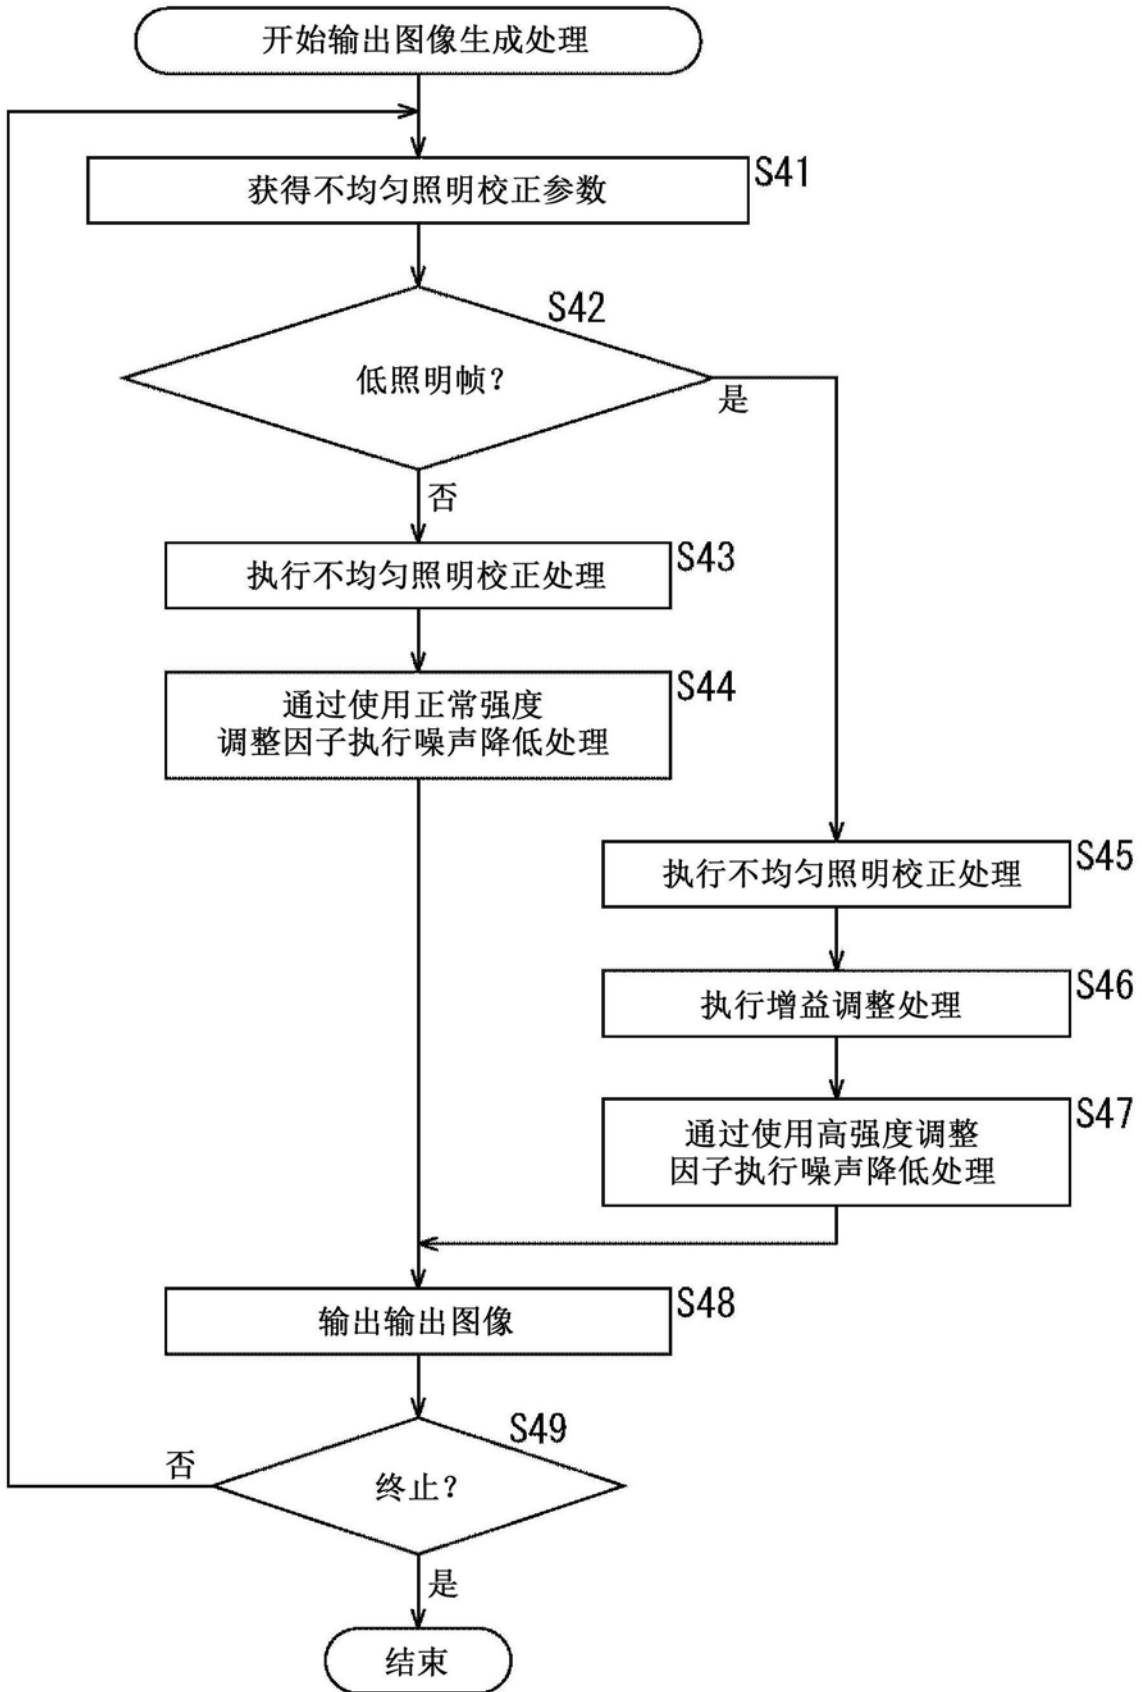 开始输出图像生成处理
获得不均匀照明校正参数
S41
S42
低照明帧？
是
否
执行不均匀照明校正处理
S43
通过使用正常强度
调整因子执行噪声降低处理
S44
执行不均匀照明校正处理
S45
执行增益调整处理
S46
通过使用高强度调整
因子执行噪声降低处理
S47
输出输出图像
S48
S49
终止？
否
是
结束